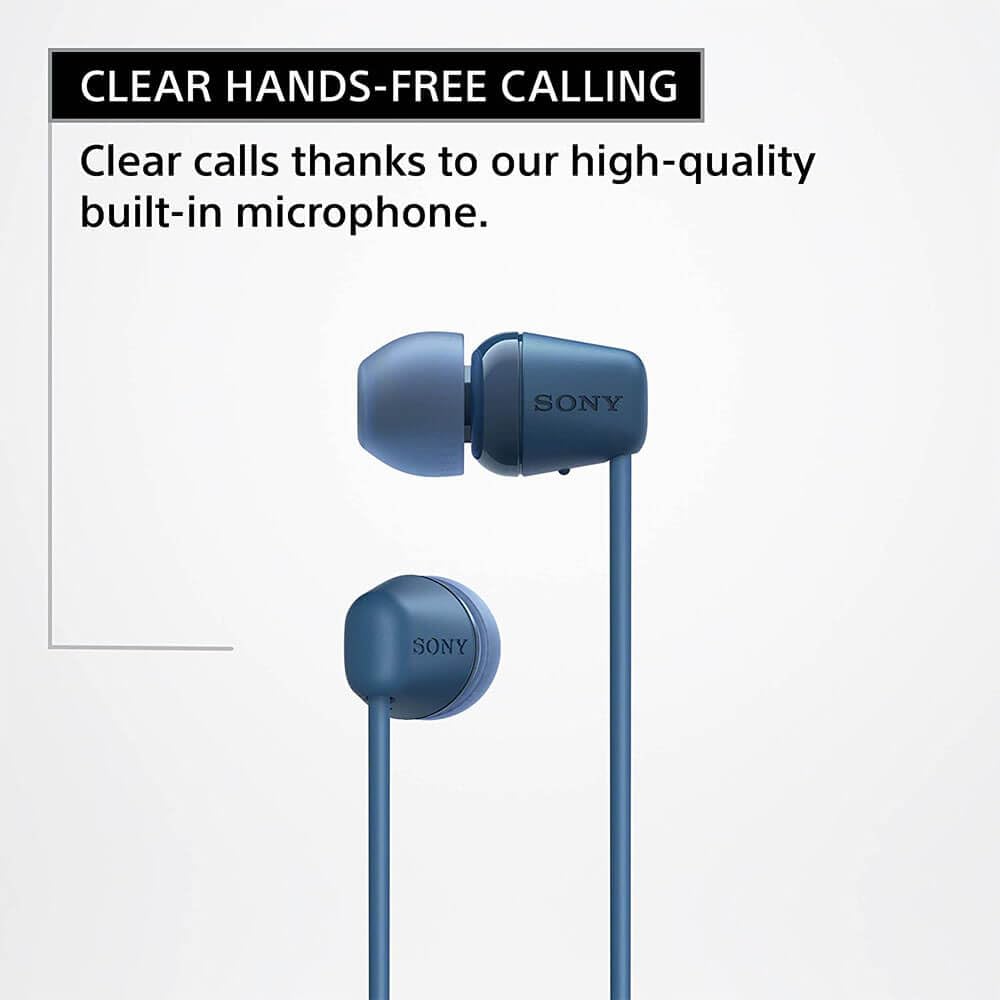 CLEAR HANDS-FREE CALLING
Clear calls thanks to our high-quality
built-in microphone.
SONY
SONY